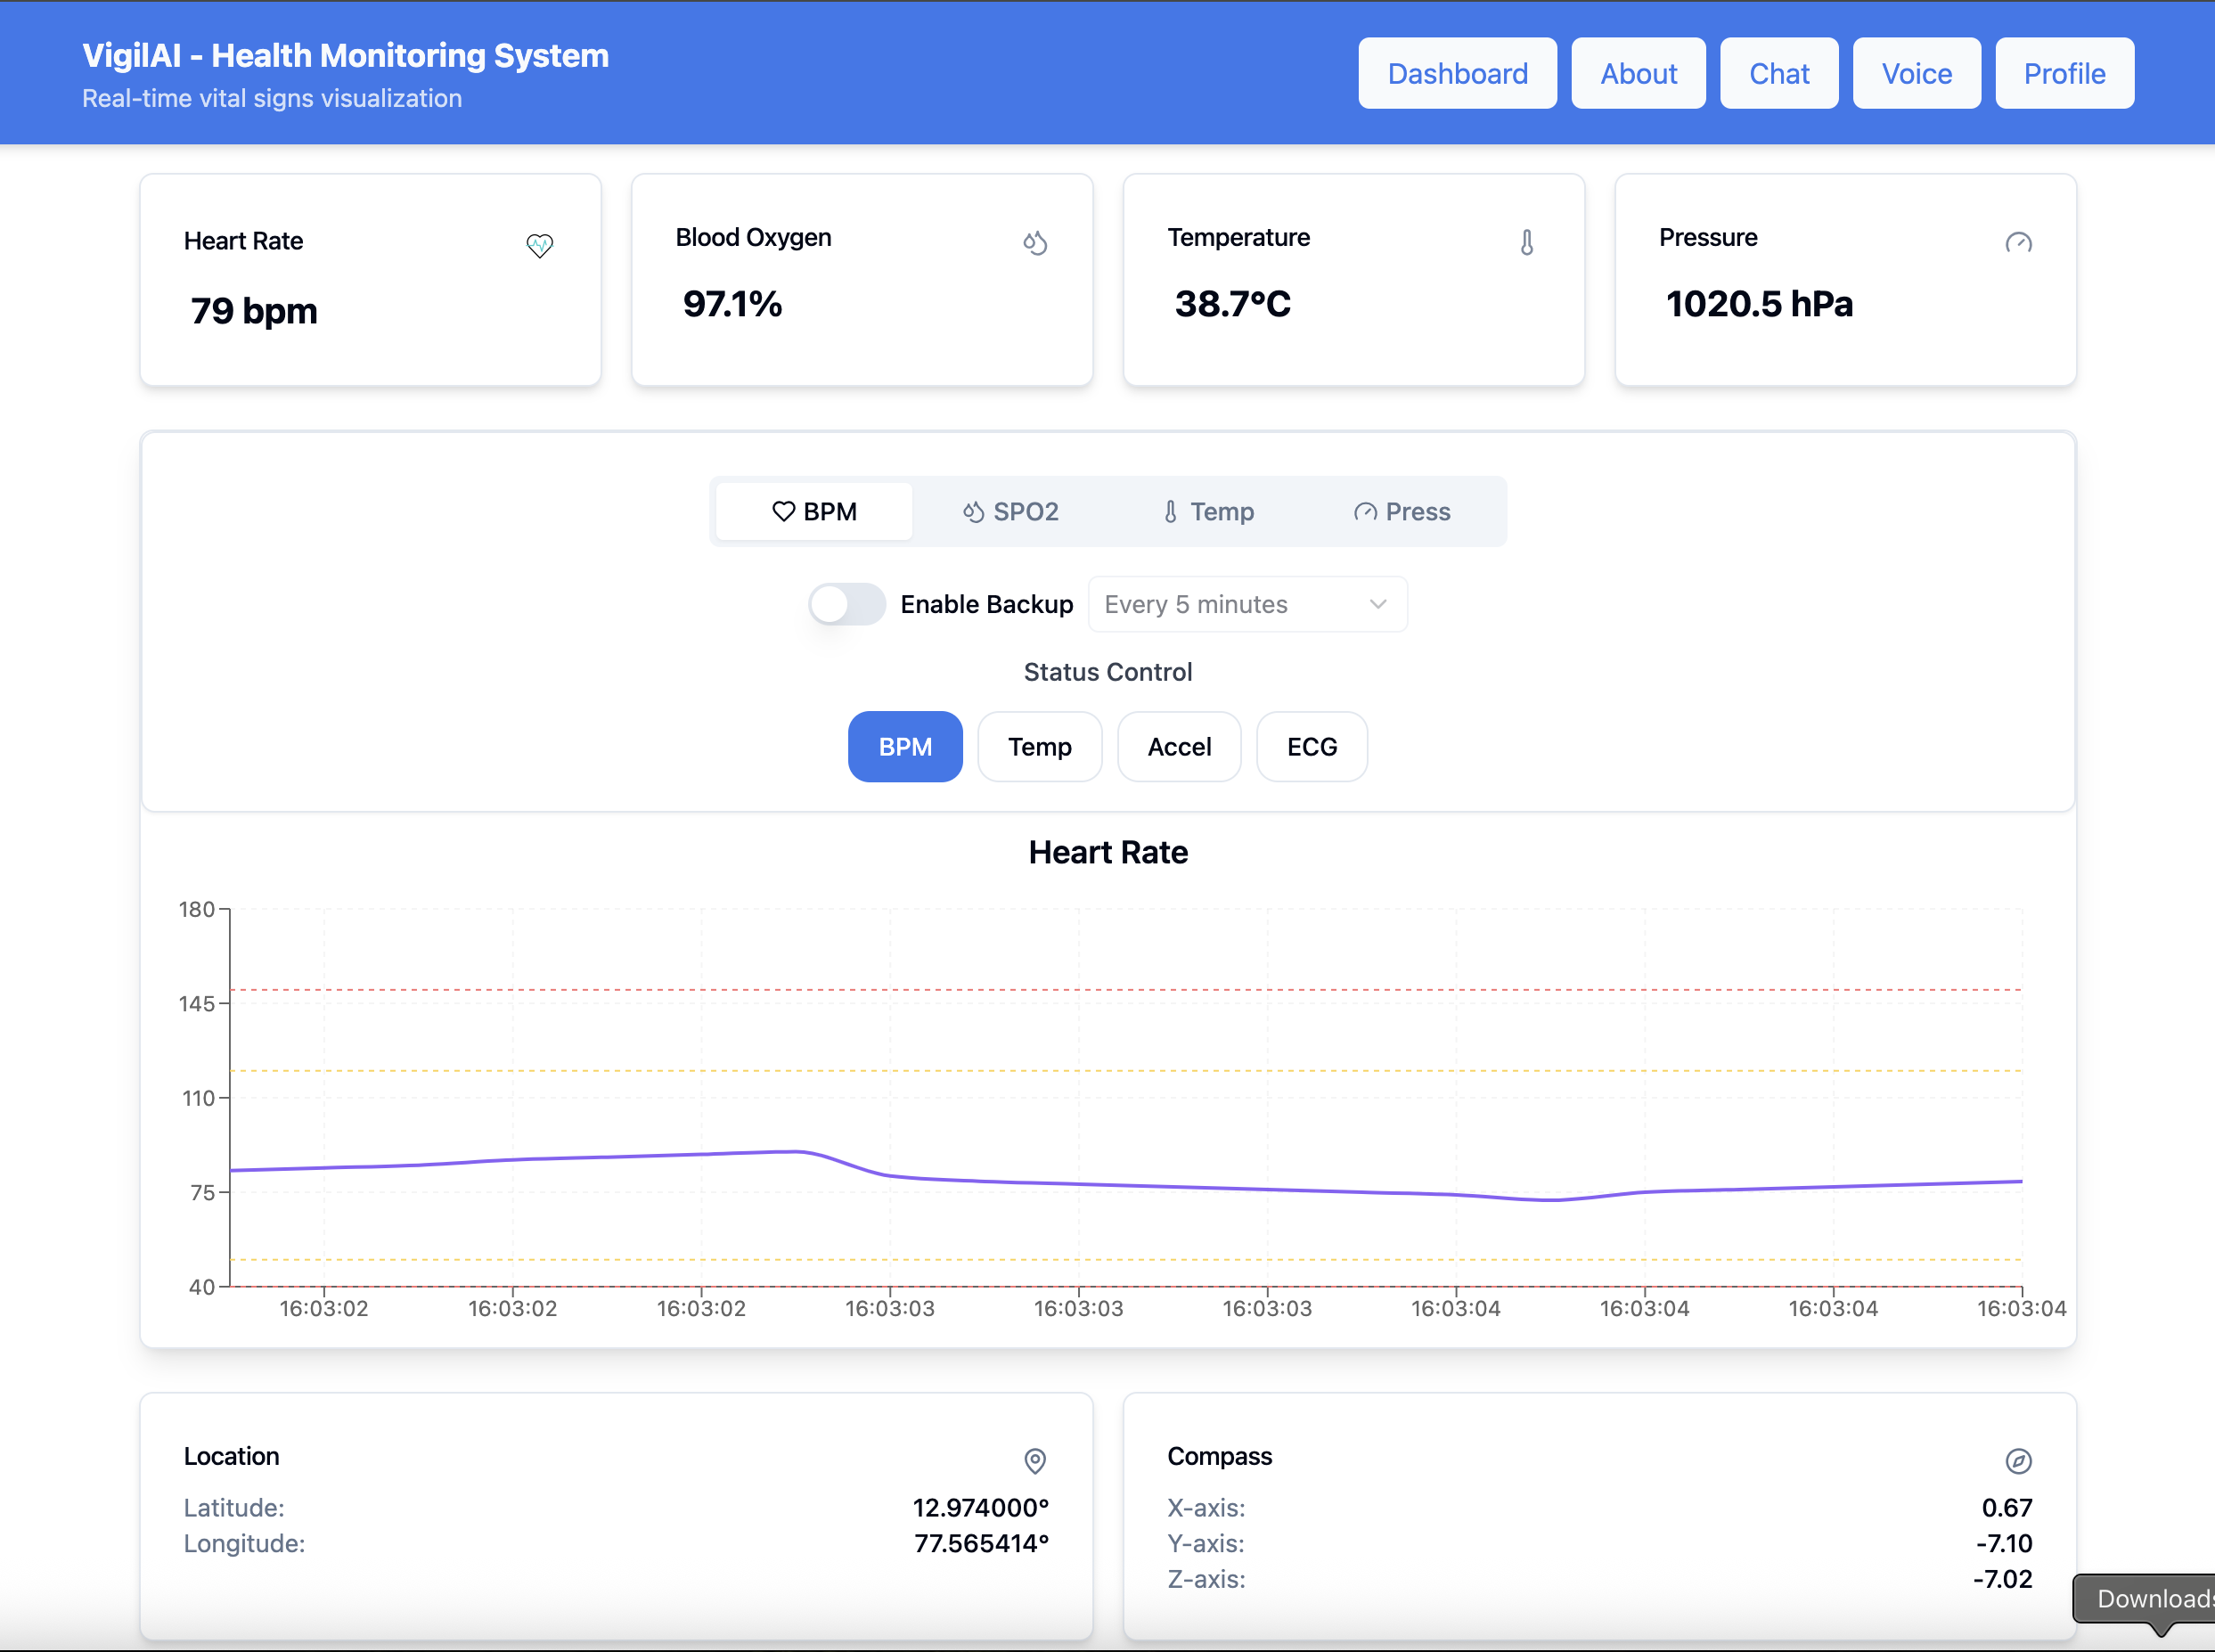 VigilAI - Health Monitoring System
Real-time vital signs visualization
Dashboard
About
Chat
Voice
Profile
Heart Rate
79 bpm
Blood Oxygen
97.1%
Temperature
38.7°C
Pressure
1020.5 hPa
BPM
SPO2
Temp
Press
Enable Backup
Every 5 minutes
Status Control
BPM
Temp
Accel
ECG
Heart Rate
180
145
110
75
40
16:03:02
16:03:02
16:03:02
16:03:03
16:03:03
16:03:03
16:03:04
16:03:04
16:03:04
16:03:04
Location
Latitude: 12.974000°
Longitude: 77.565414°
Compass
X-axis: 0.67
Y-axis: -7.10
Z-axis: -7.02
Downloads